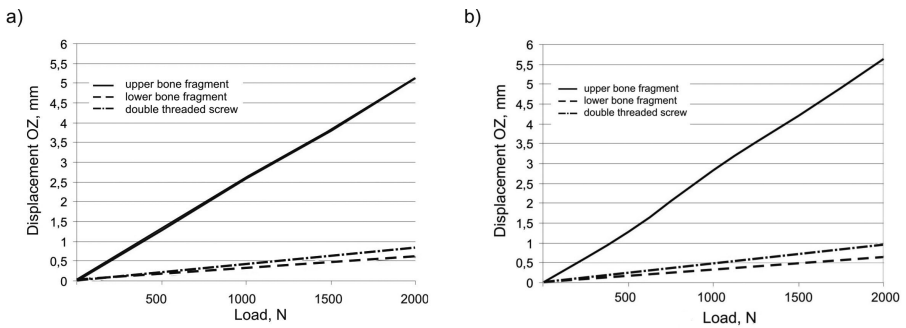 a)
Displacement OZ, mm
6
5,5
5
4,5
4
3,5
3
2,5
2
1,5
1
0,5
0
upper bone fragment
lower bone fragment
double threaded screw
500
1000
1500
2000
Load, N
b)
Displacement OZ, mm
6
5,5
5
4,5
4
3,5
3
2,5
2
1,5
1
0,5
0
upper bone fragment
lower bone fragment
double threaded screw
500
1000
1500
2000
Load, N